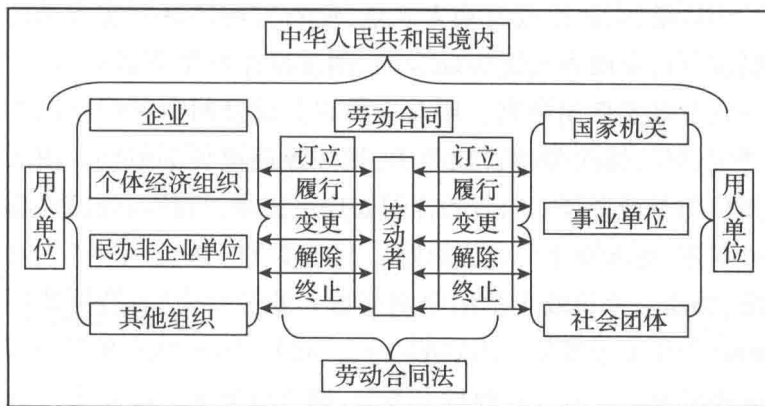 中华人民共和国境内
企业
劳动合同
国家机关
订立
订立
个体经济组织
履行
履行
用人单位
变更
劳动者
变更
事业单位
用人单位
民办非企业单位
解除
解除
终止
终止
其他组织
社会团体
劳动合同法